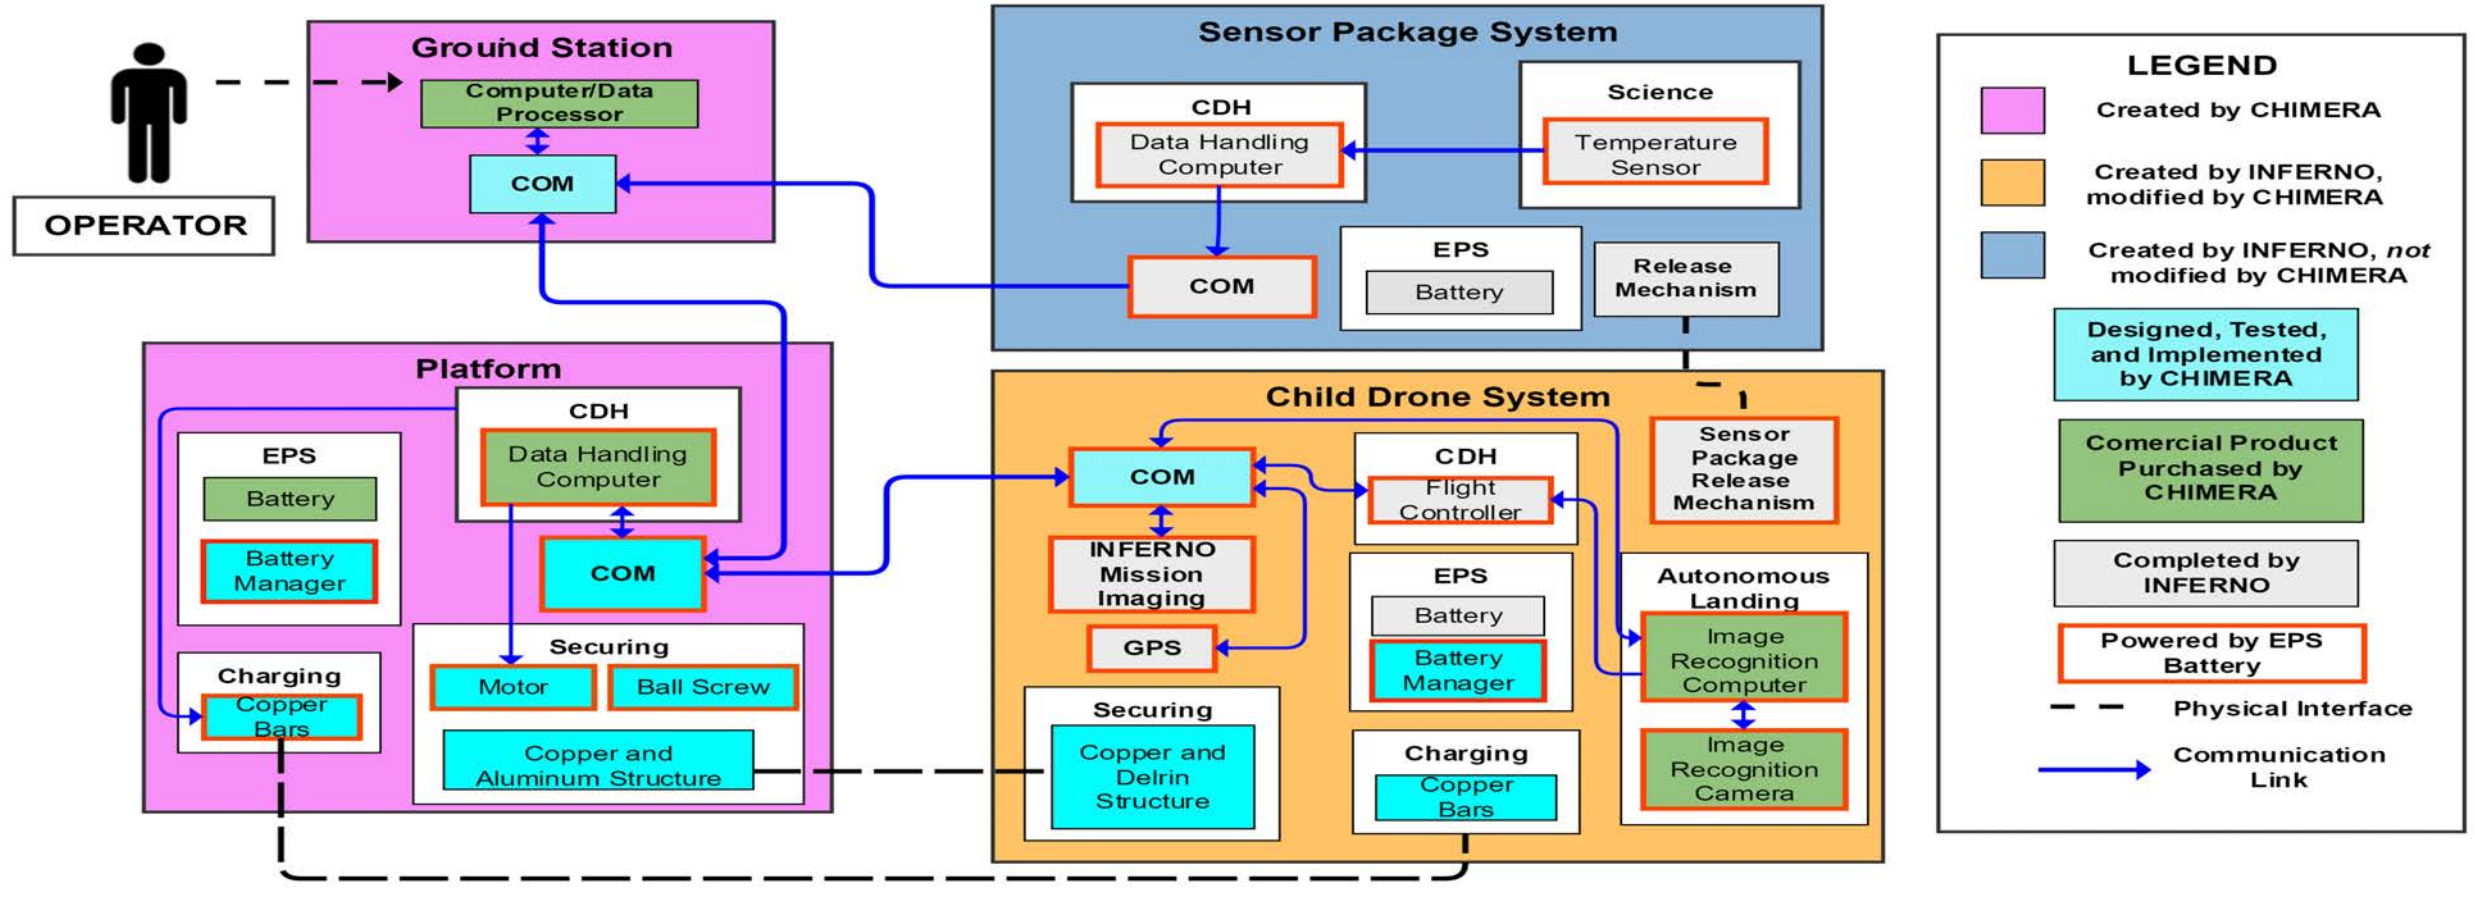 OPERATOR
Ground Station
Computer/Data
Processor
COM
Sensor Package System
CDH
Data Handling
Computer
Science
Temperature
Sensor
COM
EPS
Battery
Release
Mechanism
Platform
CDH
Data Handling
Computer
EPS
Battery
Battery
Manager
COM
Charging
Copper
Bars
Securing
Motor
Ball Screw
Copper and
Aluminum Structure
Child Drone System
COM
CDH
Flight
Controller
Sensor
Package
Release
Mechanism
INFERNO
Mission
Imaging
GPS
EPS
Battery
Battery
Manager
Autonomous
Landing
Image
Recognition
Computer
Image
Recognition
Camera
Securing
Copper and
Delrin
Structure
Charging
Copper
Bars
LEGEND
Created by CHIMERA
Created by INFERNO,
modified by CHIMERA
Created by INFERNO, not
modified by CHIMERA
Designed, Tested,
and Implemented
by CHIMERA
Comercial Product
Purchased by
CHIMERA
Completed by
INFERNO
Powered by EPS
Battery
Physical Interface
Communication
Link